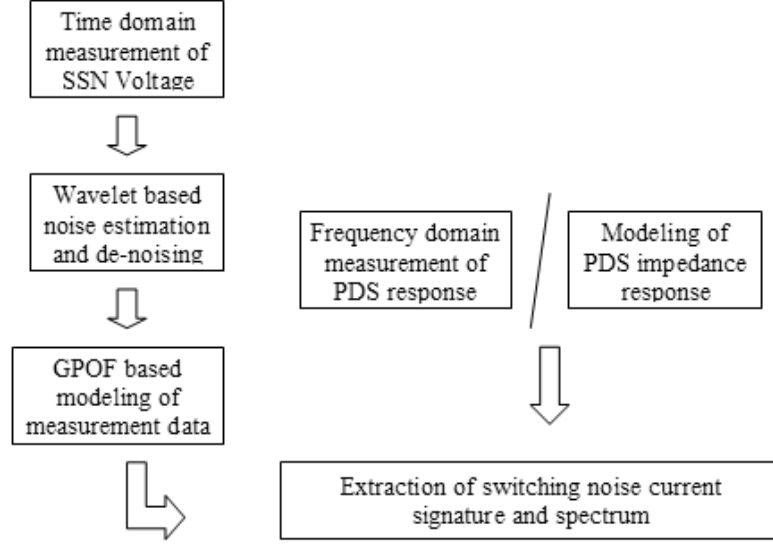 Time domain
measurement of
SSN Voltage
Wavelet based
noise estimation
and de-noising
GPOF based
modeling of
measurement data
Frequency domain
measurement of
PDS response
Modeling of
PDS impedance
response
Extraction of switching noise current
signature and spectrum